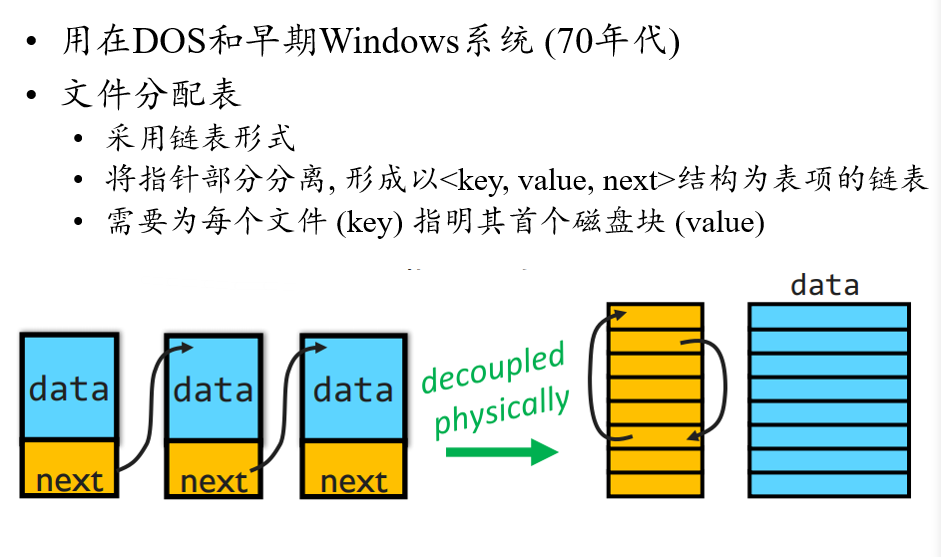 • 用在DOS和早期Windows系统 (70年代)
• 文件分配表
• 采用链表形式
• 将指针部分分离, 形成以<key, value, next>结构为表项的链表
• 需要为每个文件 (key) 指明其首个磁盘块 (value)
data
data data data
decoupled
physically
next next next